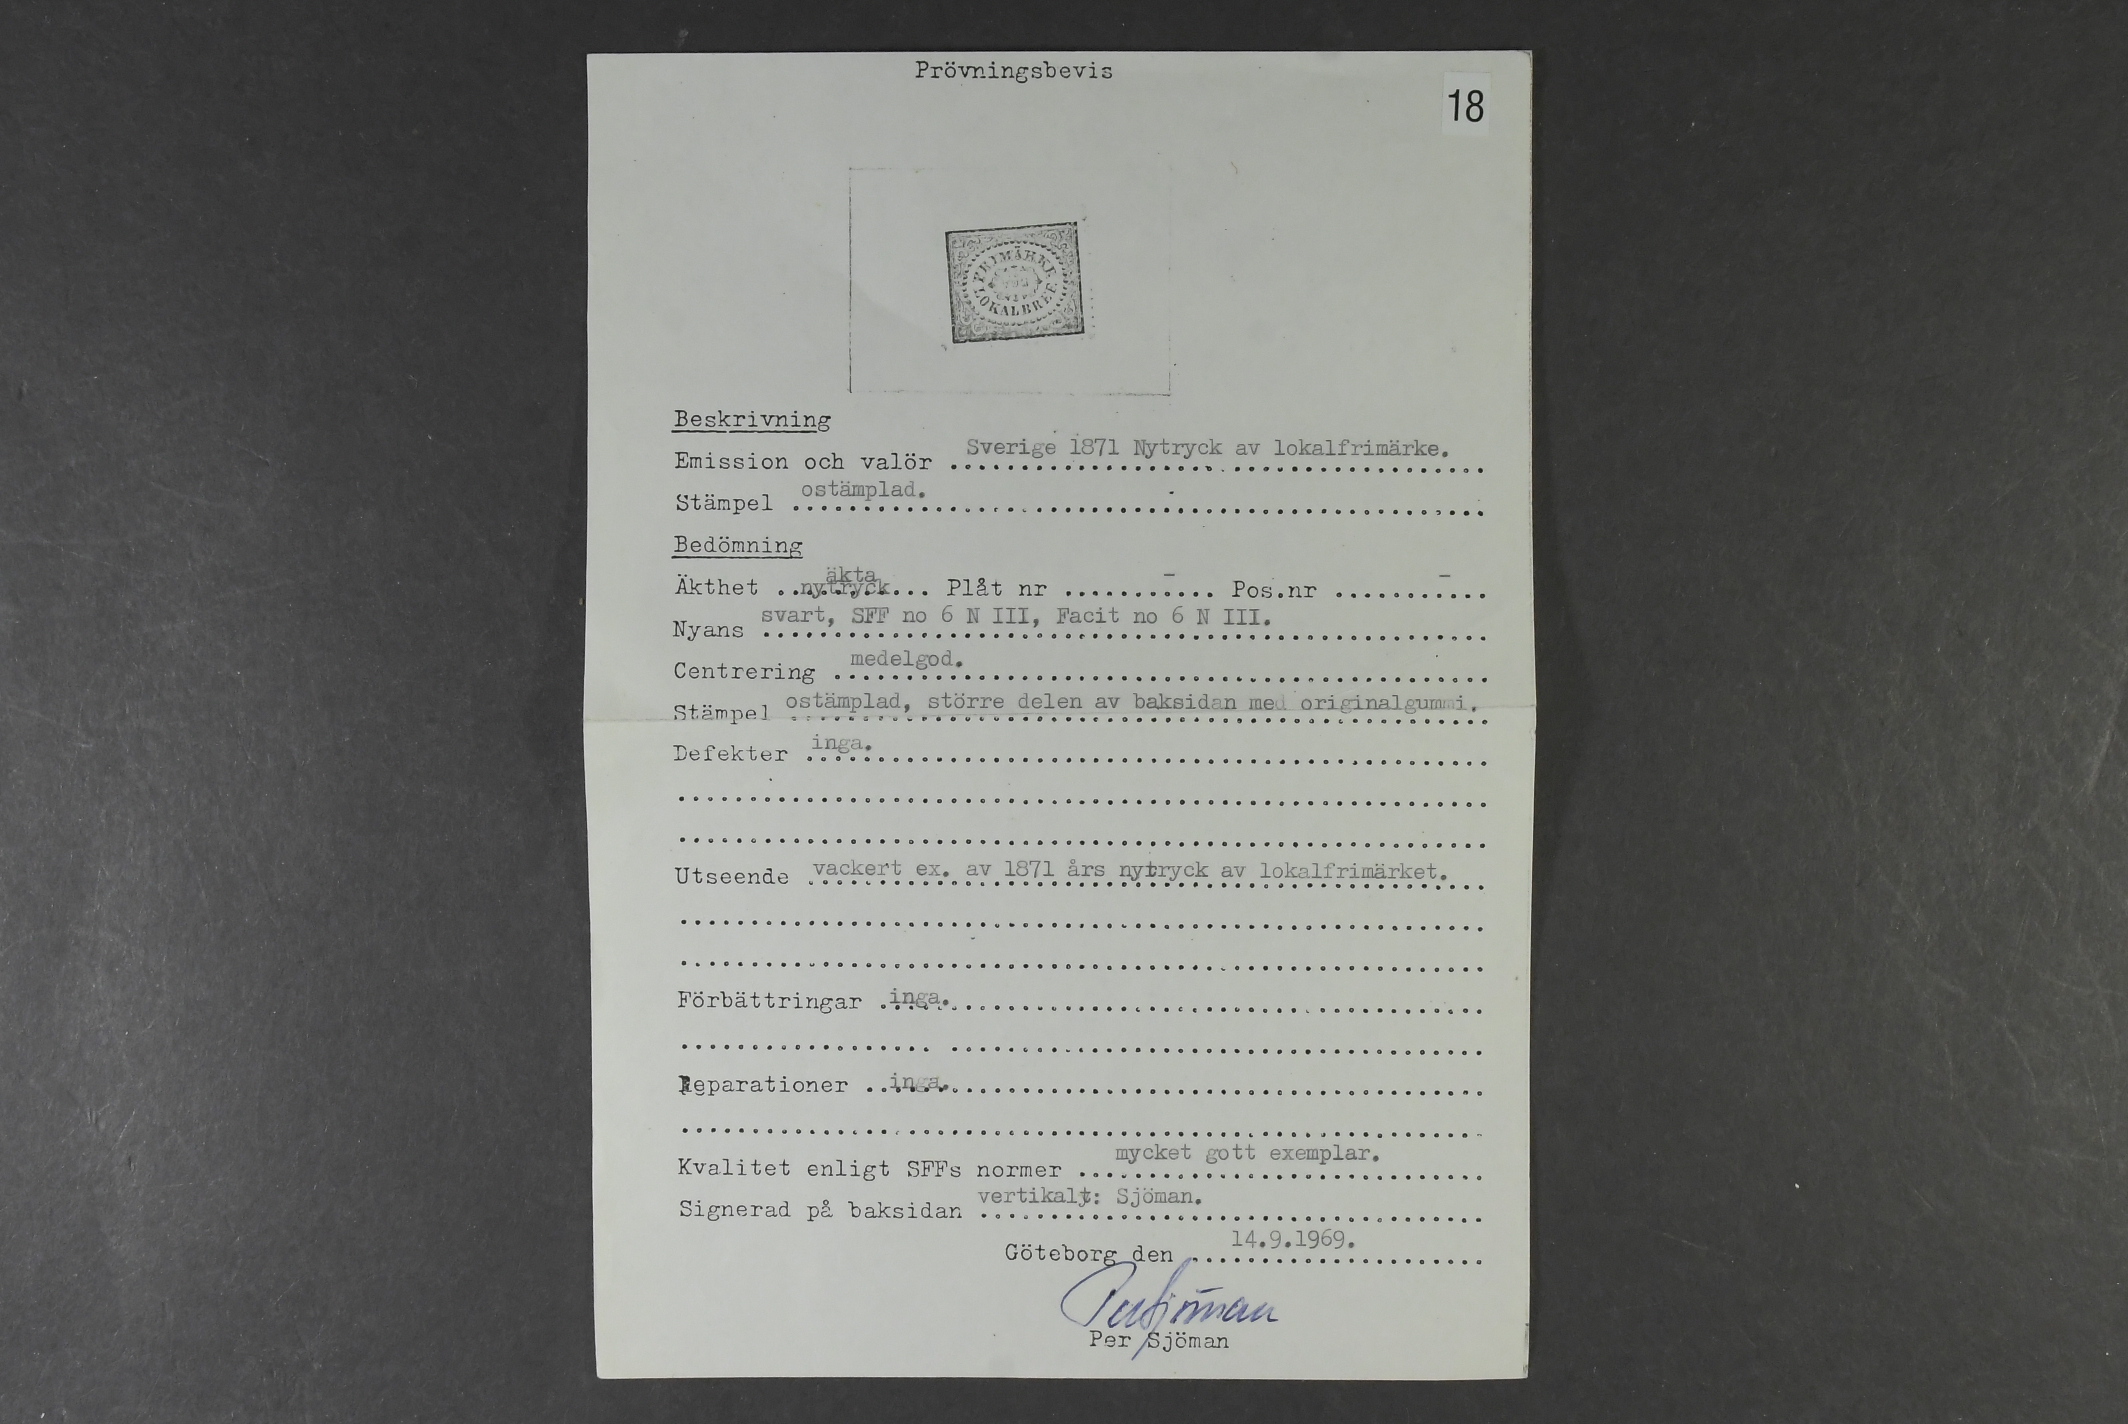 Prövningsbevis
18
FRIMÄRKE
LOKALBREF
Beskrivning
Emission och valör Sverige 1871 Nytryck av lokalfrimärke.
Stämpel ostämplad.
Bedömning
Äkthet äkta nytryck Plåt nr - Pos.nr -
Nyans svart, SFF no 6 N III, Facit no 6 N III.
Centrering medelgod.
Stämpel ostämplad, större delen av baksidan med originalgummi.
Defekter inga.
Utseende vackert ex. av 1871 års nytryck av lokalfrimärket.
Förbättringar inga.
Reparationer inga.
Kvalitet enligt SFFs normer mycket gott exemplar.
Signerad på baksidan vertikalt: Sjöman.
Göteborg den 14.9.1969.
Per Sjöman
Per Sjöman